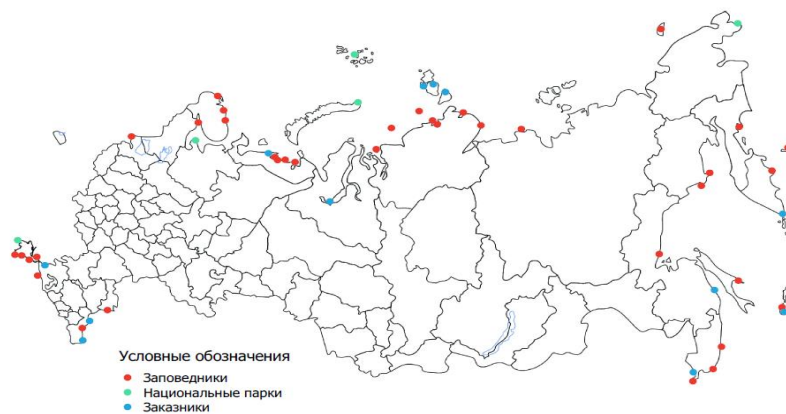 Условные обозначения
Заповедники
Национальные парки
Заказники